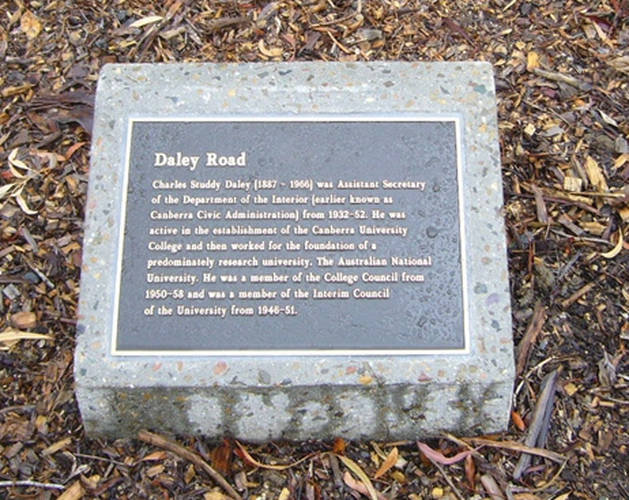 Daley Road
Charles Studdy Daley (1887 - 1966) was Assistant Secretary
of the Department of the Interior (earlier known as
Canberra Civic Administration) from 1932-52. He was
active in the establishment of the Canberra University
College and then worked for the foundation of a
predominately research university, The Australian National
University. He was a member of the College Council from
1950-58 and was a member of the Interim Council
of the University from 1946-51.